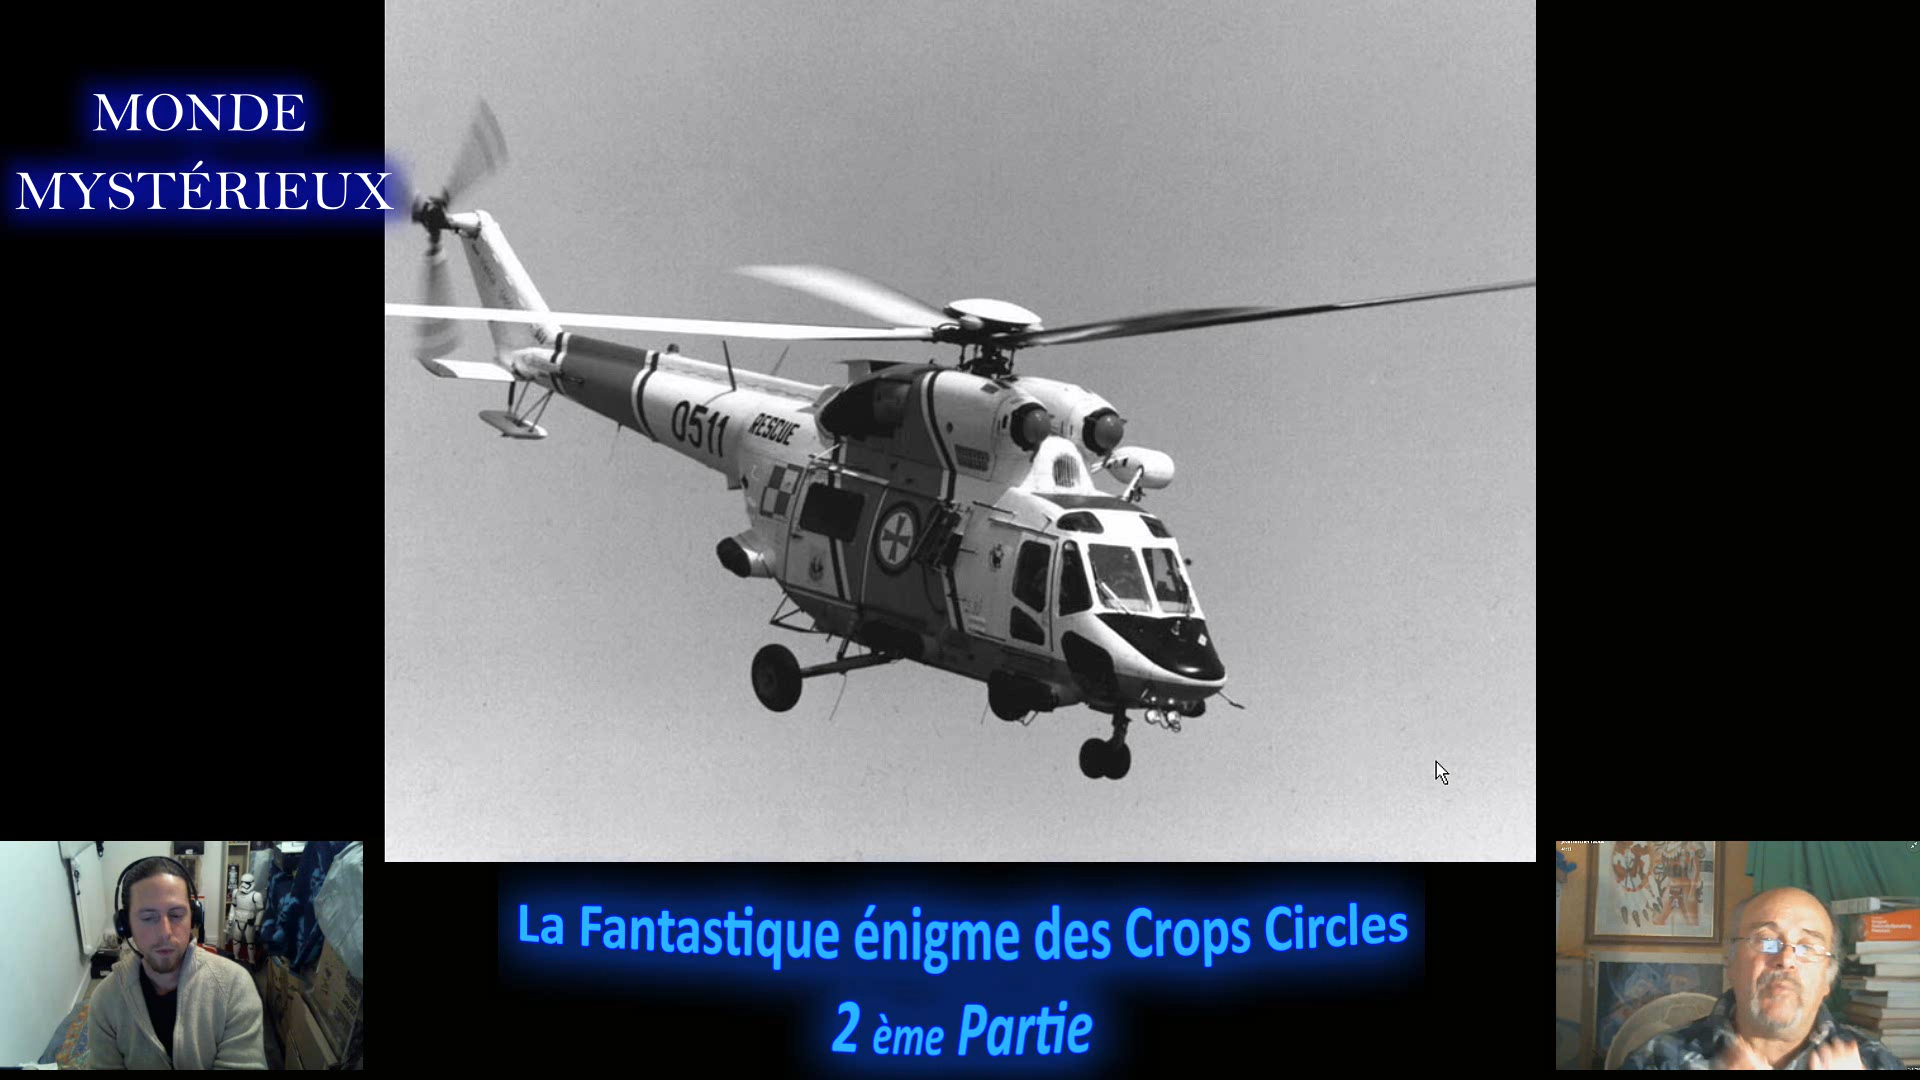 MONDE
MYSTÉRIEUX
0511
RESCUE
La Fantastique énigme des Crops Circles
2 ème Partie